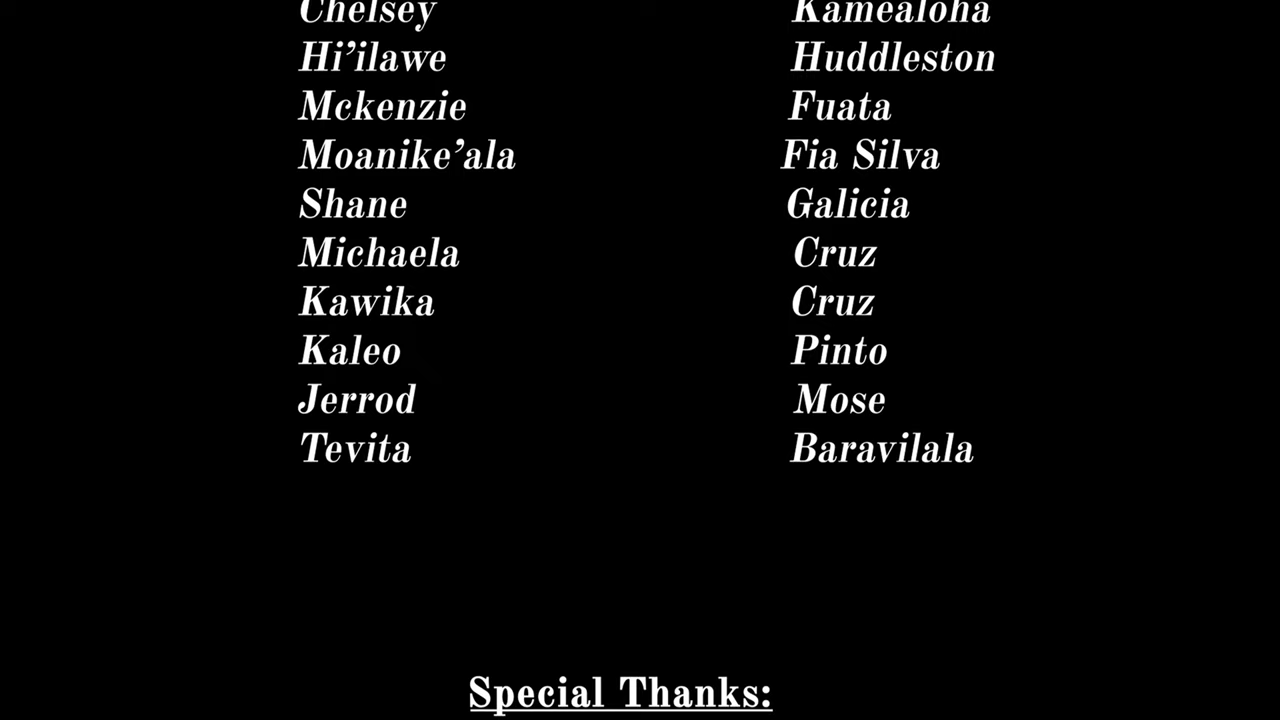 Chelsey Kamealoha
Hi’ilawe Huddleston
Mckenzie Fuata
Moanike’ala Fia Silva
Shane Galicia
Michaela Cruz
Kawika Cruz
Kaleo Pinto
Jerrod Mose
Tevita Baravilala
Special Thanks: